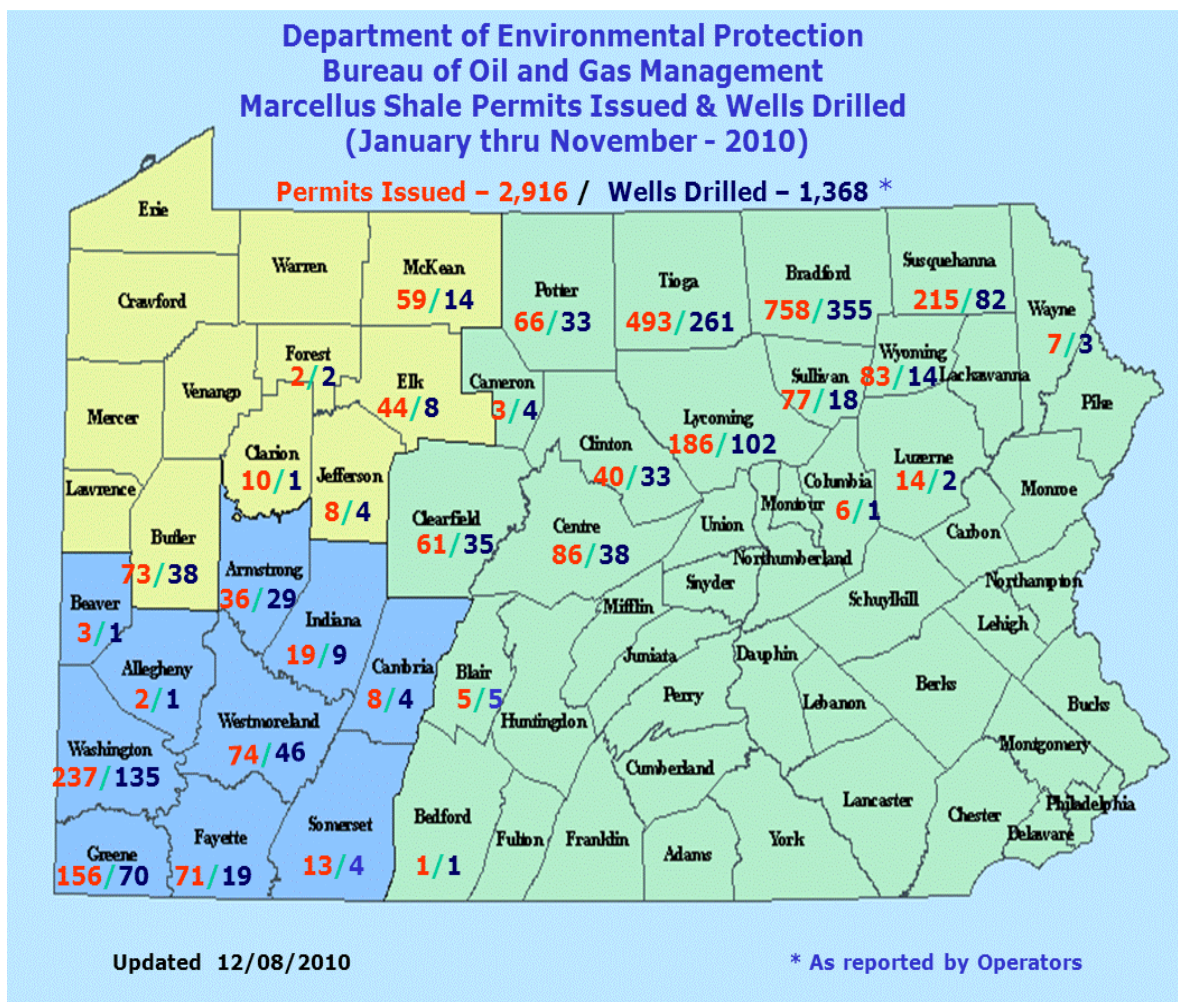 Department of Environmental Protection
Bureau of Oil and Gas Management
Marcellus Shale Permits Issued & Wells Drilled
(January thru November - 2010)
Permits Issued – 2,916 / Wells Drilled – 1,368 *
Erie
Warren
McKean
59/14
Potter
66/33
Tioga
493/261
Bradford
758/355
Susquehanna
215/82
Wayne
7/3
Crawford
Forest
2/2
Elk
44/8
Cameron
3/4
Venango
Mercer
Clarion
10/1
Jefferson
8/4
Clinton
40/33
Lycoming
186/102
Sullivan
77/18
Wyoming
83/14
Lackawanna
Pike
Luzerne
14/2
Columbia
6/1
Montour
Monroe
Lawrence
Butler
73/38
Clearfield
61/35
Centre
86/38
Union
Northumberland
Carbon
Snyder
Northampton
Beaver
3/1
Armstrong
36/29
Indiana
19/9
Cambria
8/4
Blair
5/5
Mifflin
Juniata
Schuylkill
Lehigh
Allegheny
2/1
Westmoreland
74/46
Huntingdon
Perry
Dauphin
Lebanon
Berks
Bucks
Washington
237/135
Cumberland
Montgomery
Philadelphia
Delaware
Chester
Lancaster
Greene
156/70
Fayette
71/19
Somerset
13/4
Bedford
1/1
Fulton
Franklin
Adams
York
Updated 12/08/2010
* As reported by Operators